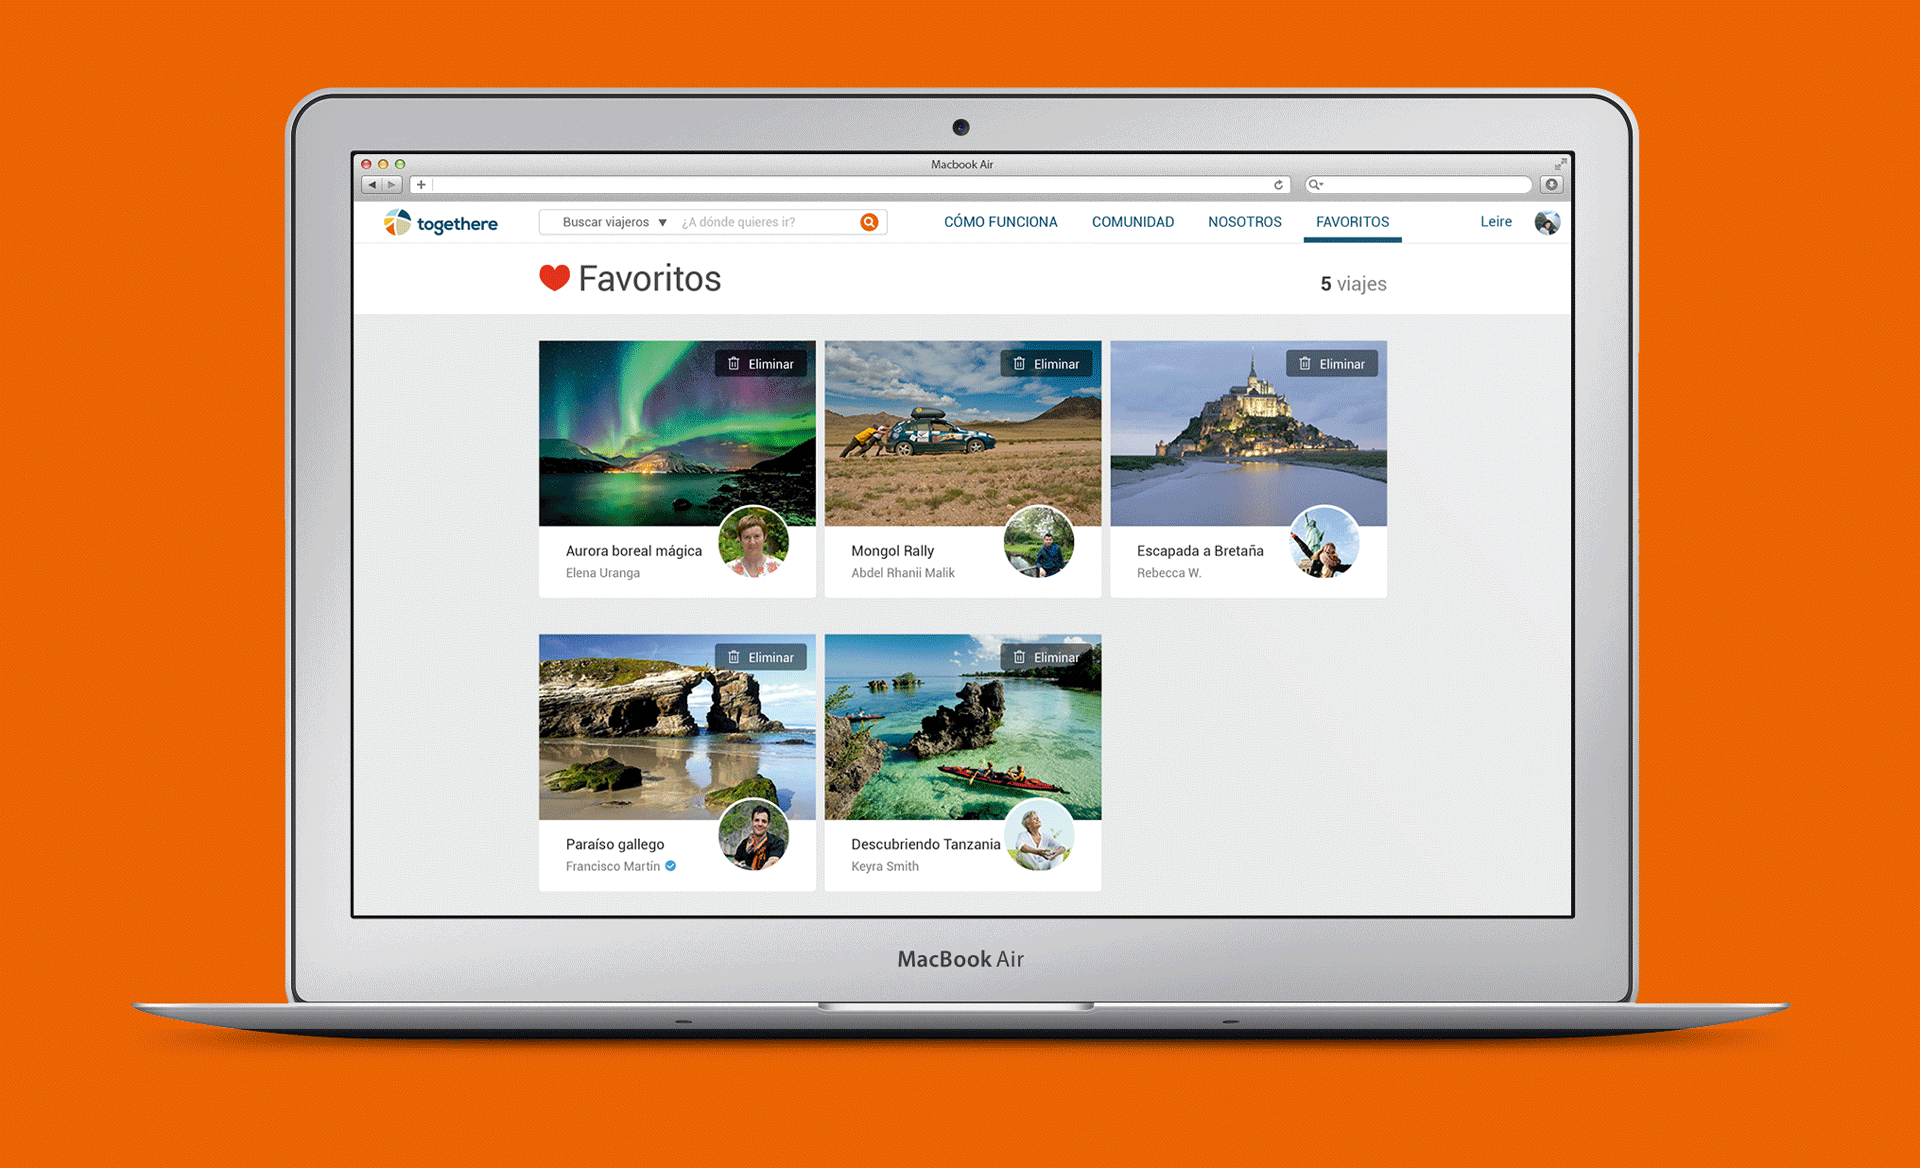 Macbook Air
togethere
Buscar viajeros ▼ ¿A dónde quieres ir?
CÓMO FUNCIONA
COMUNIDAD
NOSOTROS
FAVORITOS
Leire
Favoritos
5 viajes
Eliminar
Eliminar
Eliminar
Aurora boreal mágica
Elena Uranga
Mongol Rally
Abdel Rhanii Malik
Escapada a Bretaña
Rebecca W.
Eliminar
Eliminar
Paraíso gallego
Francisco Martín
Descubriendo Tanzania
Keyra Smith
MacBook Air